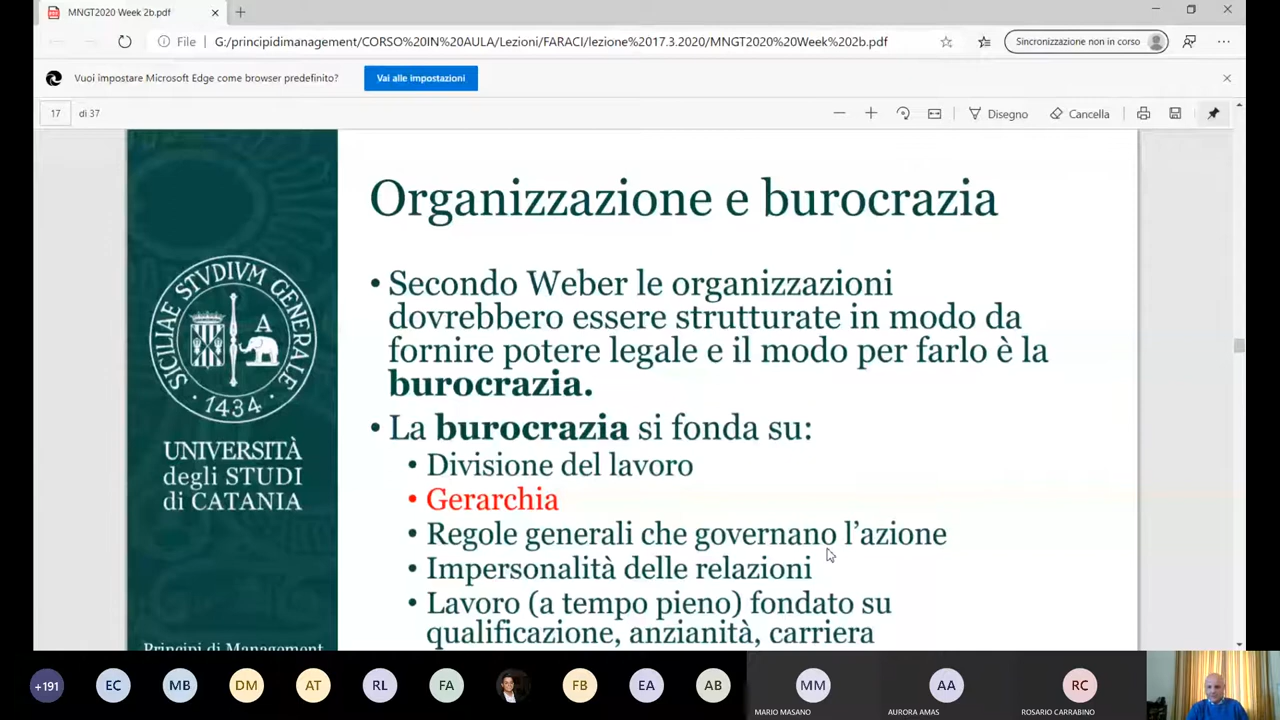 MNGT2020 Week 2b.pdf
File
G:/principidimanagement/CORSO%20IN%20AULA/Lezioni/FARACI/lezione%2017.3.2020/MNGT2020%20Week%202b.pdf
Sincronizzazione non in corso
Vuoi impostare Microsoft Edge come browser predefinito?
Vai alle impostazioni
17 di 37
Disegno
Cancella
Organizzazione e burocrazia
• Secondo Weber le organizzazioni
dovrebbero essere strutturate in modo da
fornire potere legale e il modo per farlo è la
burocrazia.
• La burocrazia si fonda su:
• Divisione del lavoro
• Gerarchia
• Regole generali che governano l’azione
• Impersonalità delle relazioni
• Lavoro (a tempo pieno) fondato su
qualificazione, anzianità, carriera
SICILIAE STVDIVM GENERALE
A
1434
UNIVERSITÀ
degli STUDI
di CATANIA
Principi di Management
+191
EC
MB
DM
AT
RL
FA
FB
EA
AB
MM
MARIO MASANO
AA
AURORA AMAS
RC
ROSARIO CARRABINO